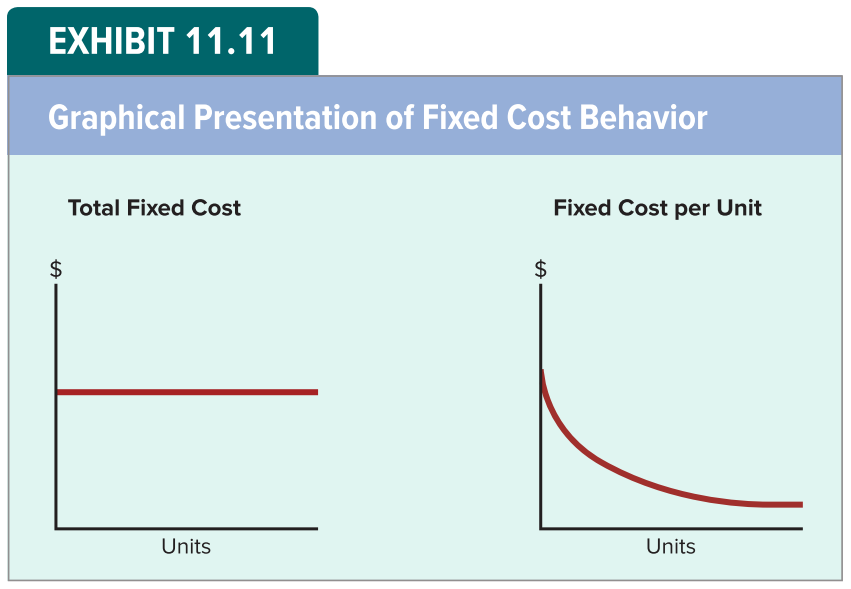 EXHIBIT 11.11
Graphical Presentation of Fixed Cost Behavior
Total Fixed Cost
$
Units
Fixed Cost per Unit
$
Units